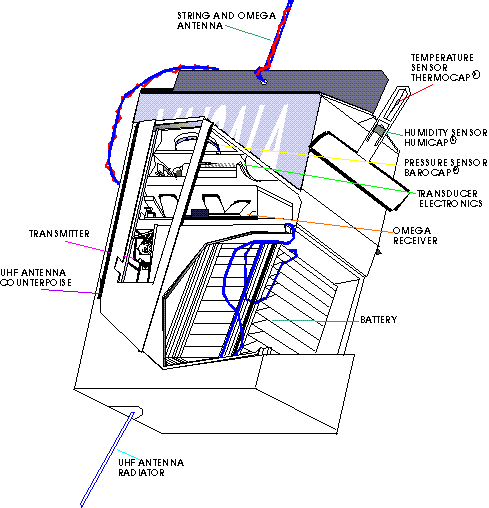 STRING AND OMEGA
ANTENNA
TEMPERATURE
SENSOR
THERMOCAP®
HUMIDITY SENSOR
HUMICAP®
PRESSURE SENSOR
BAROCAP®
TRANSDUCER
ELECTRONICS
OMEGA
RECEIVER
TRANSMITTER
UHF ANTENNA
COUNTERPOISE
BATTERY
UHF ANTENNA
RADIATOR